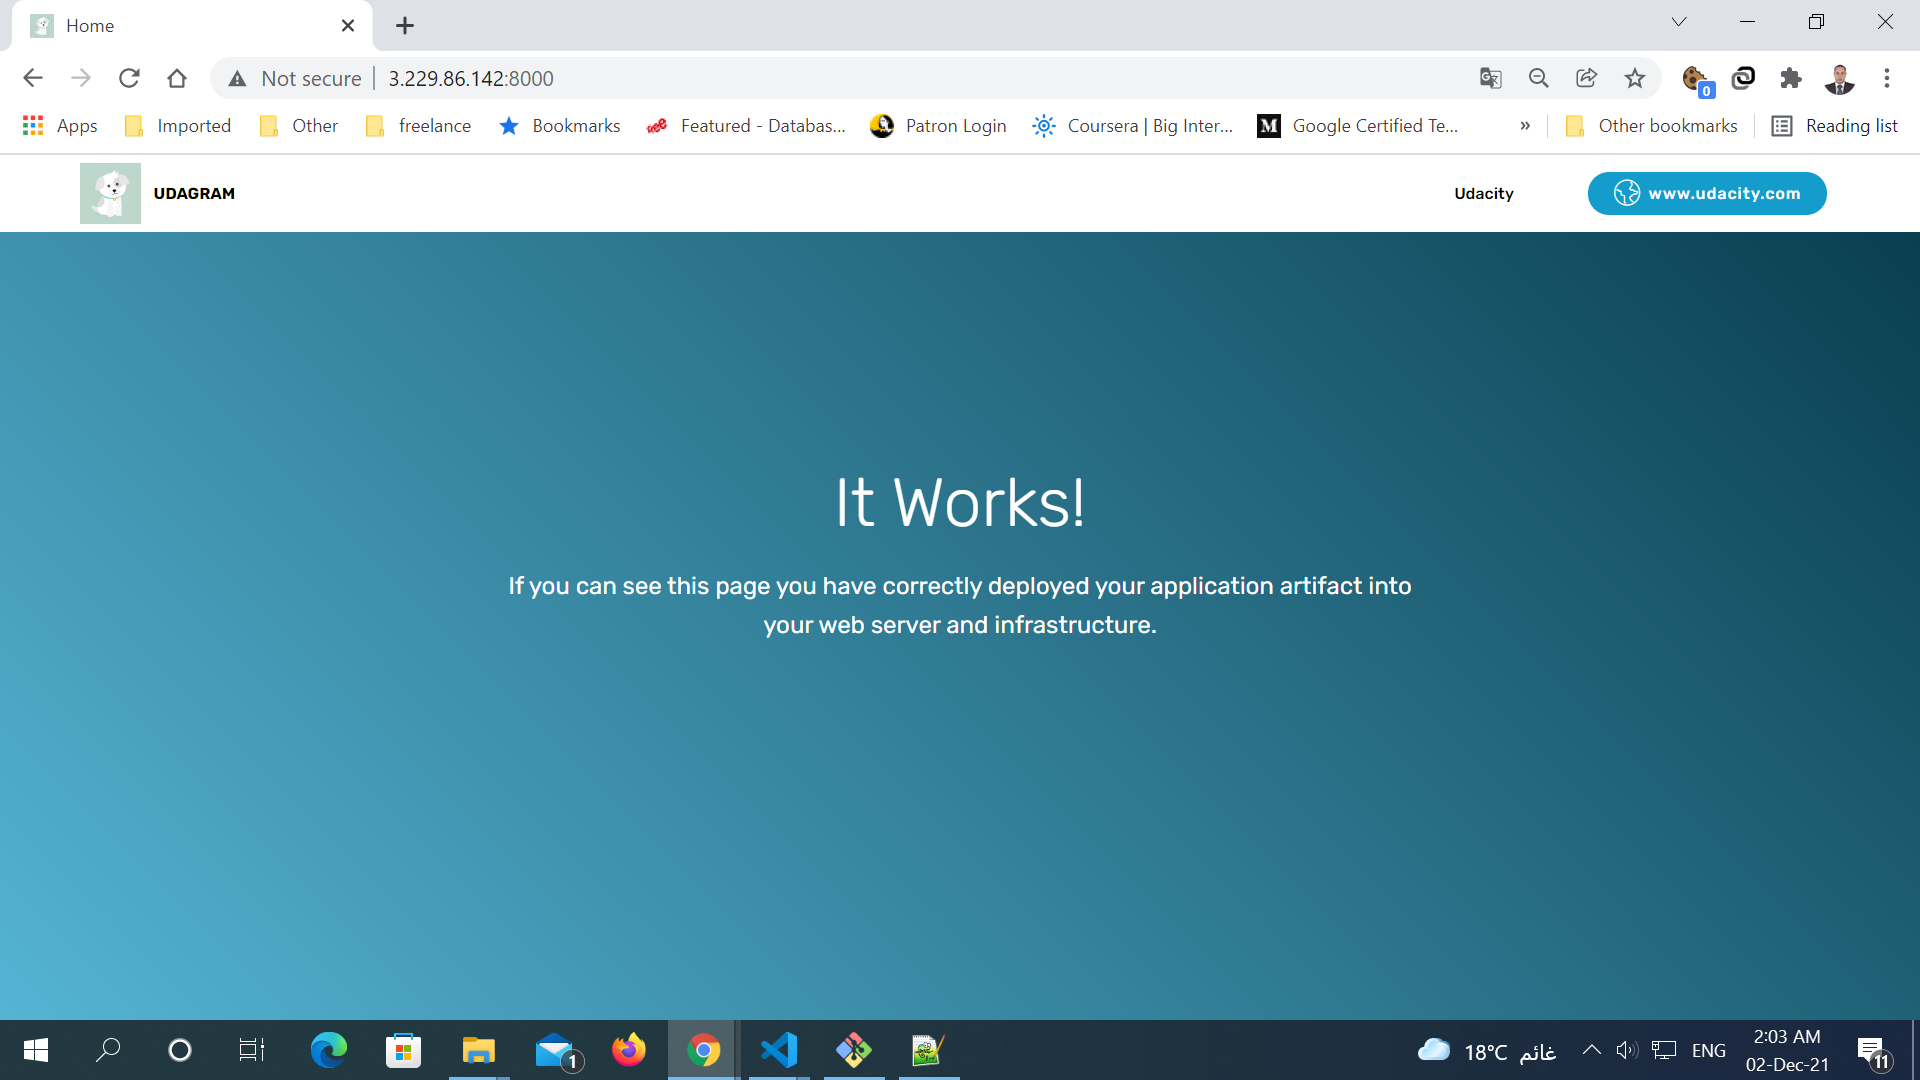 Home
Not secure 3.229.86.142:8000
0
Apps Imported Other freelance Bookmarks Featured - Databas... Patron Login Coursera | Big Inter... M Google Certified Te... » Other bookmarks Reading list
UDAGRAM Udacity www.udacity.com
It Works!
If you can see this page you have correctly deployed your application artifact into
your web server and infrastructure.
1
18°C غائم
ENG
2:03 AM
02-Dec-21
11